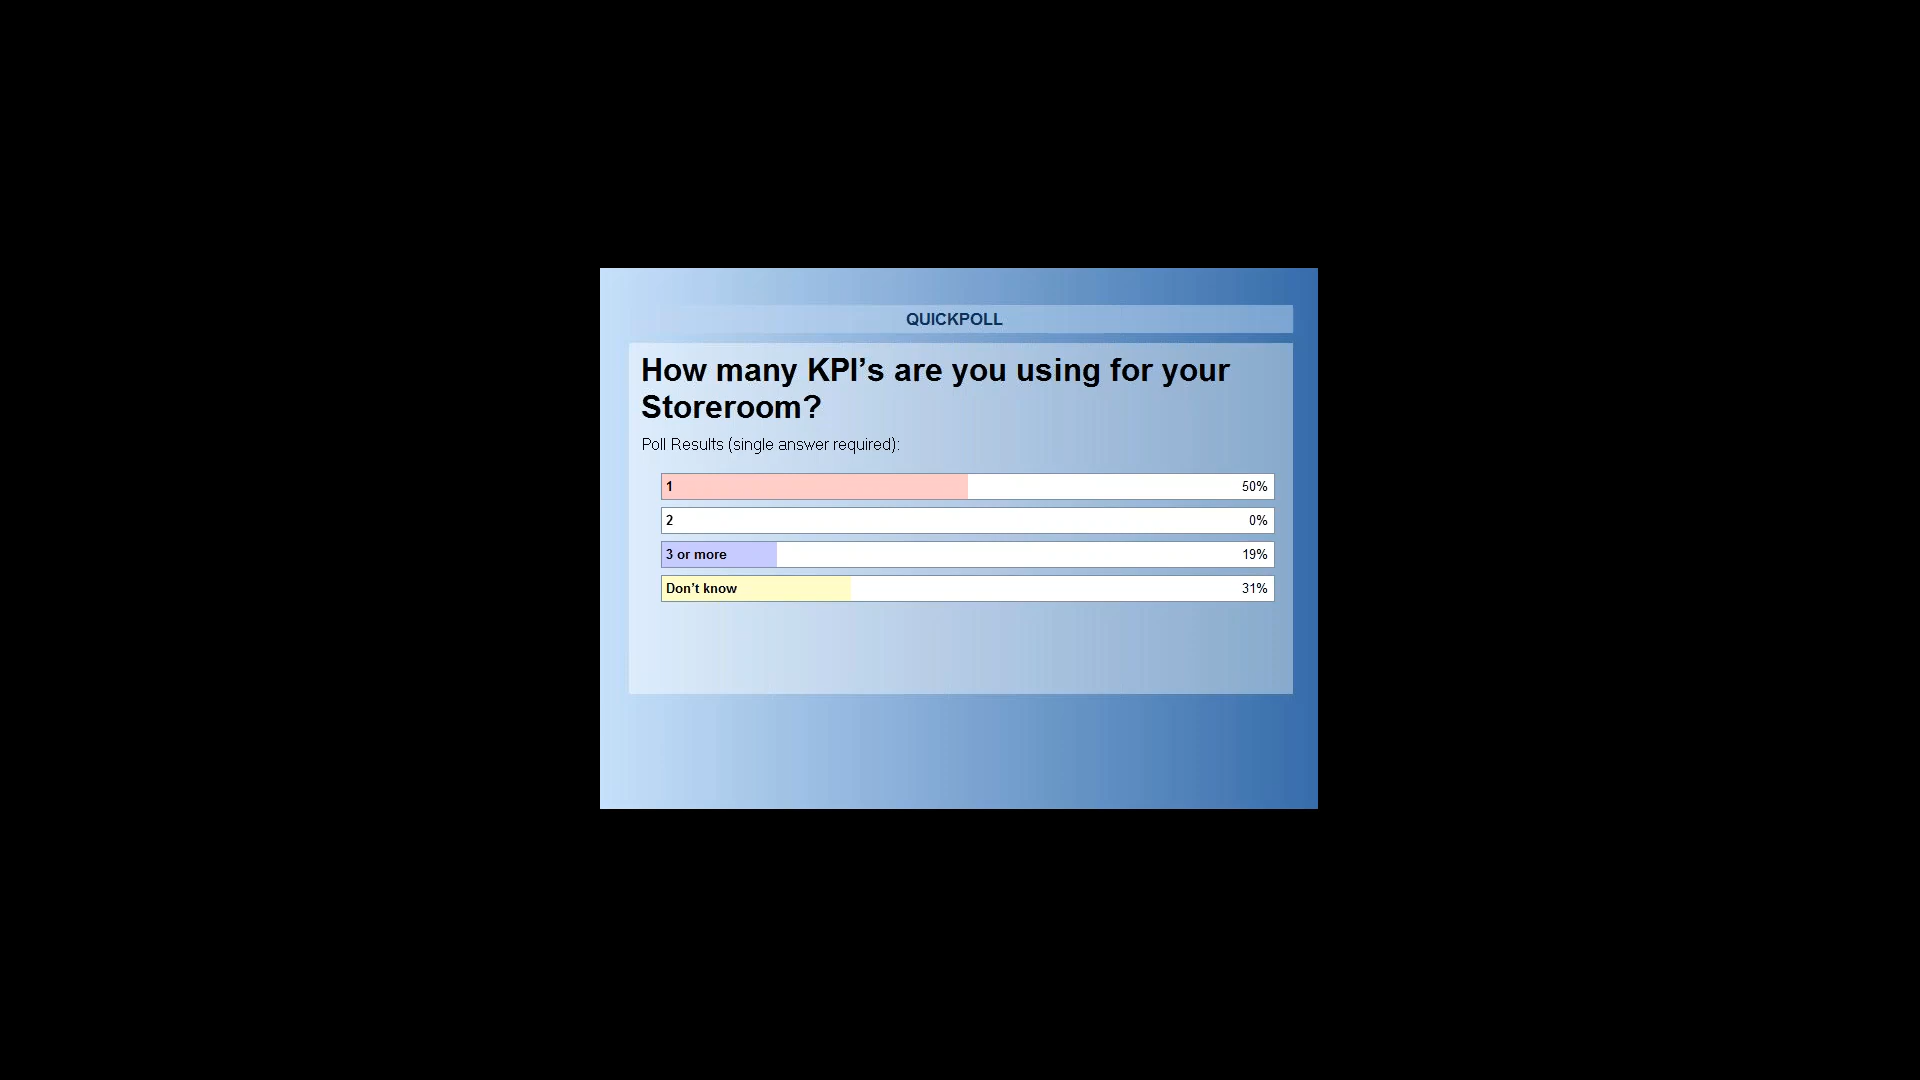 QUICKPOLL
How many KPI’s are you using for your
Storeroom?
Poll Results (single answer required):
1 50%
2 0%
3 or more 19%
Don’t know 31%